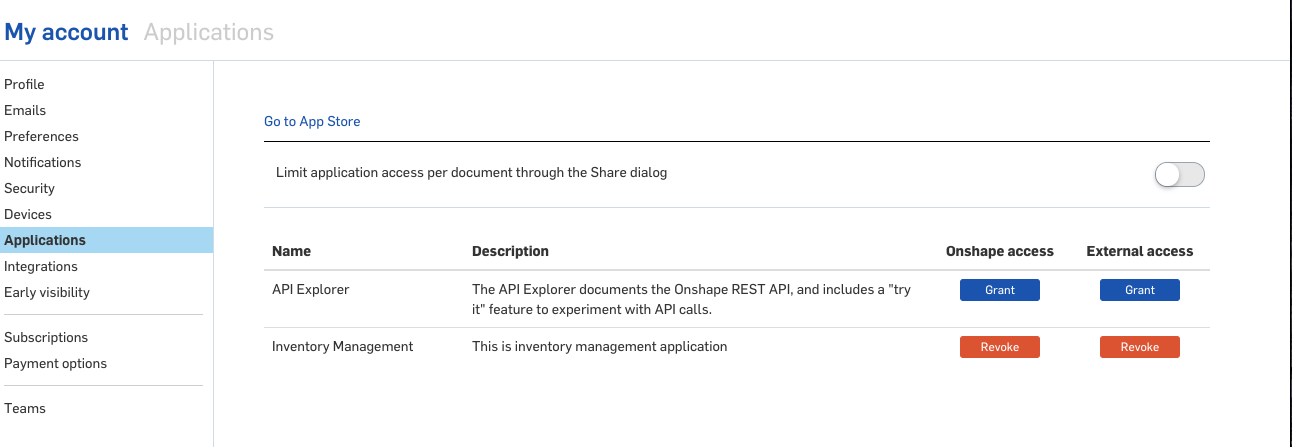 My account Applications
Profile
Emails
Preferences
Notifications
Security
Devices
Applications
Integrations
Early visibility
Subscriptions
Payment options
Teams
Go to App Store
Limit application access per document through the Share dialog
Name Description Onshape access External access
API Explorer The API Explorer documents the Onshape REST API, and includes a "try Grant Grant
it" feature to experiment with API calls.
Inventory Management This is inventory management application Revoke Revoke